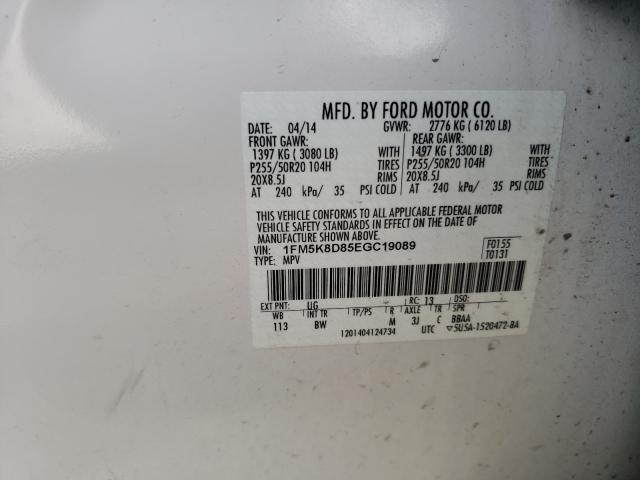 MFD. BY FORD MOTOR CO.
DATE: 04/14 GVWR: 2776 KG ( 6120 LB)
FRONT GAWR: REAR GAWR:
1397 KG ( 3080 LB) WITH 1497 KG ( 3300 LB) WITH
P255/50R20 104H TIRES P255/50R20 104H TIRES
20X8.5J RIMS 20X8.5J RIMS
AT 240 kPa/ 35 PSI COLD AT 240 kPa/ 35 PSI COLD
THIS VEHICLE CONFORMS TO ALL APPLICABLE FEDERAL MOTOR
VEHICLE SAFETY STANDARDS IN EFFECT ON THE DATE OF
MANUFACTURE SHOWN ABOVE.
VIN: 1FM5K8D85EGC19089 F0155
TYPE: MPV T0131
EXT PNT: UG RC: 13 DSO:
WB INT TR TP/PS R AXLE TR SPR
113 BW M 3J C BBAA
1201404124734 UTC ▽5U5A-1520472-BA